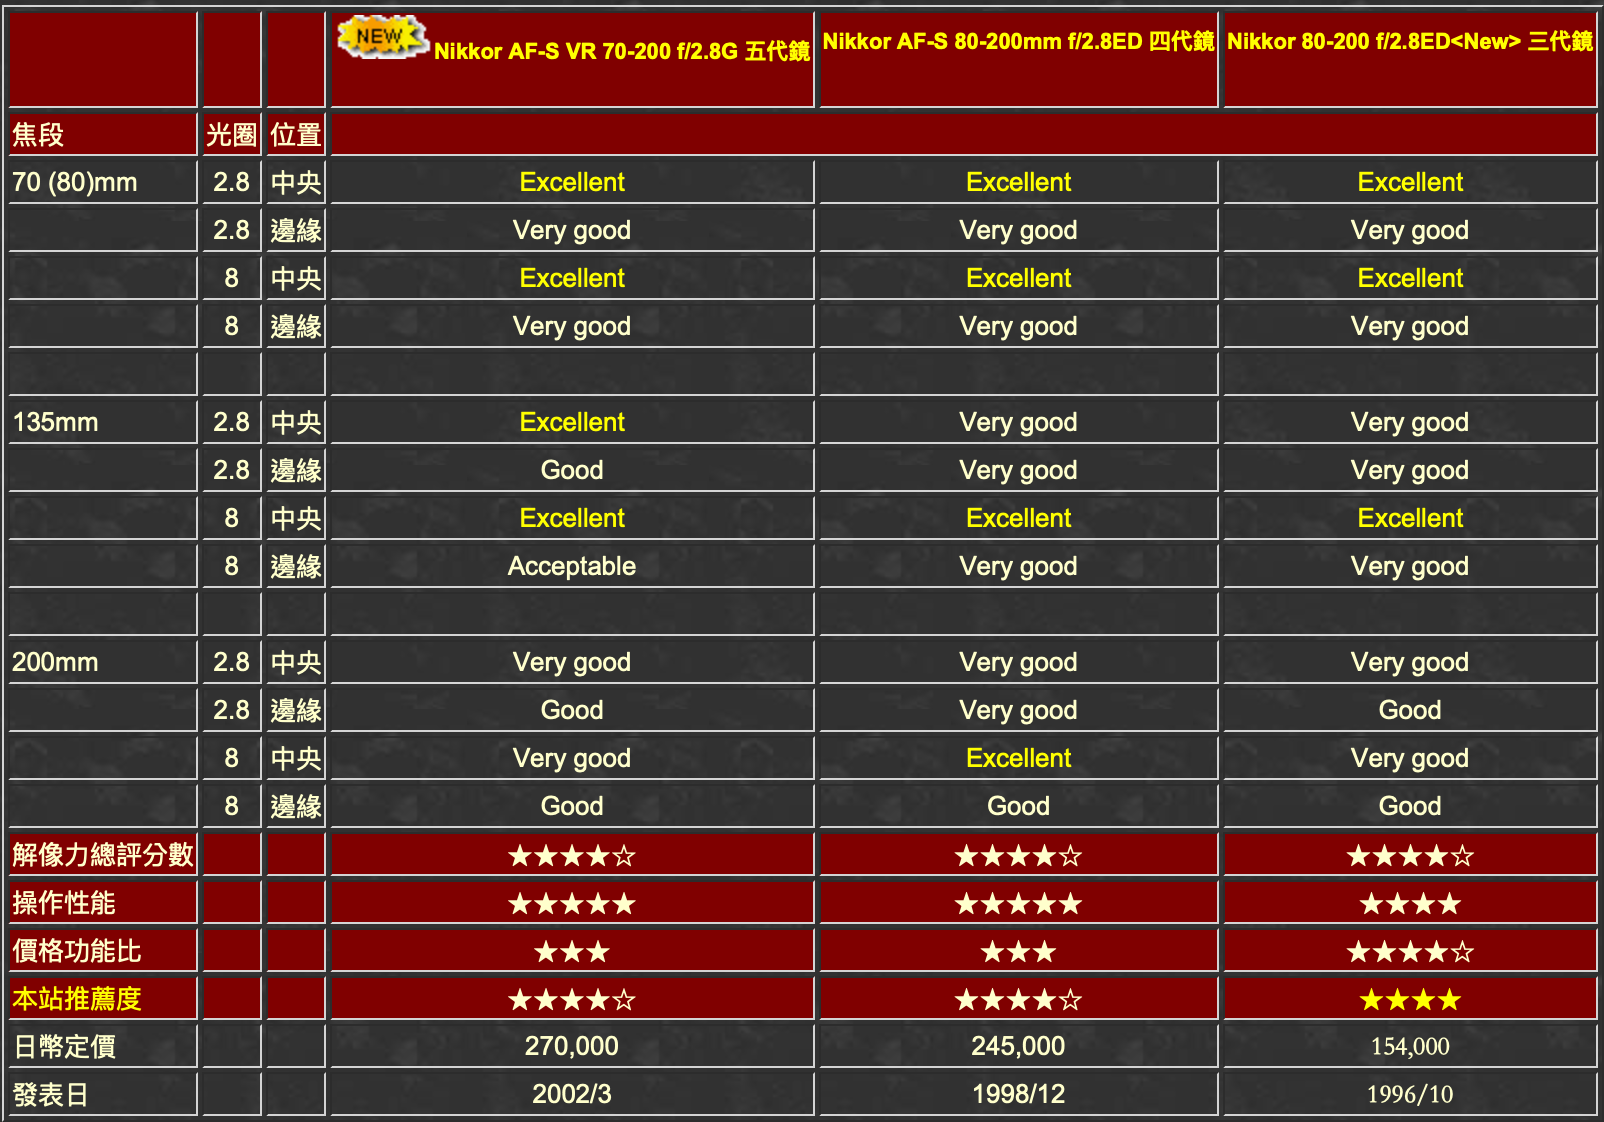 NEW Nikkor AF-S VR 70-200 f/2.8G 五代鏡 Nikkor AF-S 80-200mm f/2.8ED 四代鏡 Nikkor 80-200 f/2.8ED<New> 三代鏡
焦段 光圈 位置
70 (80)mm 2.8 中央 Excellent Excellent Excellent
2.8 邊緣 Very good Very good Very good
8 中央 Excellent Excellent Excellent
8 邊緣 Very good Very good Very good
135mm 2.8 中央 Excellent Very good Very good
2.8 邊緣 Good Very good Very good
8 中央 Excellent Excellent Excellent
8 邊緣 Acceptable Very good Very good
200mm 2.8 中央 Very good Very good Very good
2.8 邊緣 Good Very good Good
8 中央 Very good Excellent Very good
8 邊緣 Good Good Good
解像力總評分數 ★★★★☆ ★★★★☆ ★★★★☆
操作性能 ★★★★★ ★★★★★ ★★★★
價格功能比 ★★★ ★★★ ★★★★☆
本站推薦度 ★★★★☆ ★★★★☆ ★★★★
日幣定價 270,000 245,000 154,000
發表日 2002/3 1998/12 1996/10